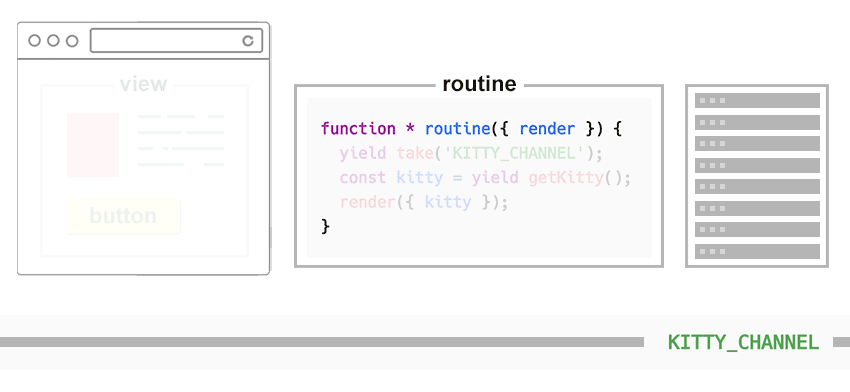 view
button
routine
function * routine({ render }) {
  yield take('KITTY_CHANNEL');
  const kitty = yield getKitty();
  render({ kitty });
}
KITTY_CHANNEL